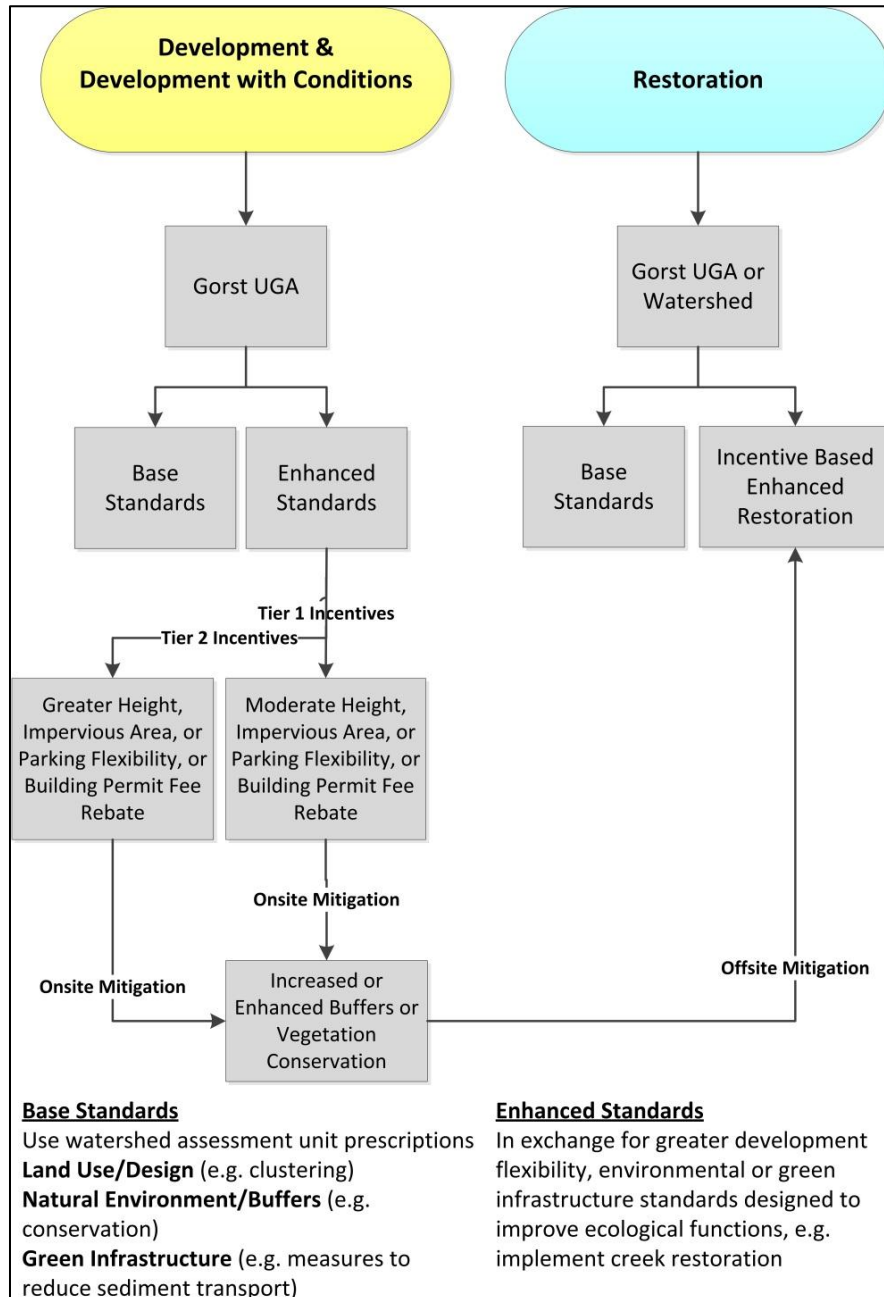 Development &
Development with Conditions
Restoration
Gorst UGA
Gorst UGA or
Watershed
Base
Standards
Enhanced
Standards
Base
Standards
Incentive Based
Enhanced
Restoration
Tier 1 Incentives
Tier 2 Incentives
Greater Height,
Impervious Area, or
Parking Flexibility, or
Building Permit Fee
Rebate
Moderate Height,
Impervious Area, or
Parking Flexibility, or
Building Permit Fee
Rebate
Onsite Mitigation
Onsite Mitigation
Offsite Mitigation
Increased or
Enhanced Buffers or
Vegetation
Conservation
Base Standards
Use watershed assessment unit prescriptions
Land Use/Design (e.g. clustering)
Natural Environment/Buffers (e.g.
conservation)
Green Infrastructure (e.g. measures to
reduce sediment transport)
Enhanced Standards
In exchange for greater development
flexibility, environmental or green
infrastructure standards designed to
improve ecological functions, e.g.
implement creek restoration